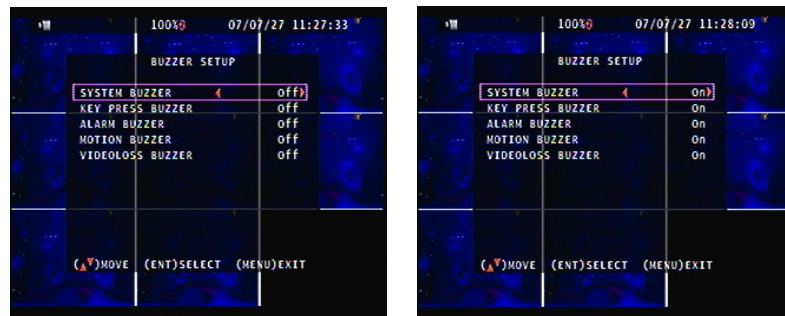 100% 07/07/27 11:27:33
BUZZER SETUP
SYSTEM BUZZER Off
KEY PRESS BUZZER Off
ALARM BUZZER Off
MOTION BUZZER Off
VIDEOLOSS BUZZER Off
( )MOVE (ENT)SELECT (MENU)EXIT
100% 07/07/27 11:28:09
BUZZER SETUP
SYSTEM BUZZER On
KEY PRESS BUZZER On
ALARM BUZZER On
MOTION BUZZER On
VIDEOLOSS BUZZER On
( )MOVE (ENT)SELECT (MENU)EXIT